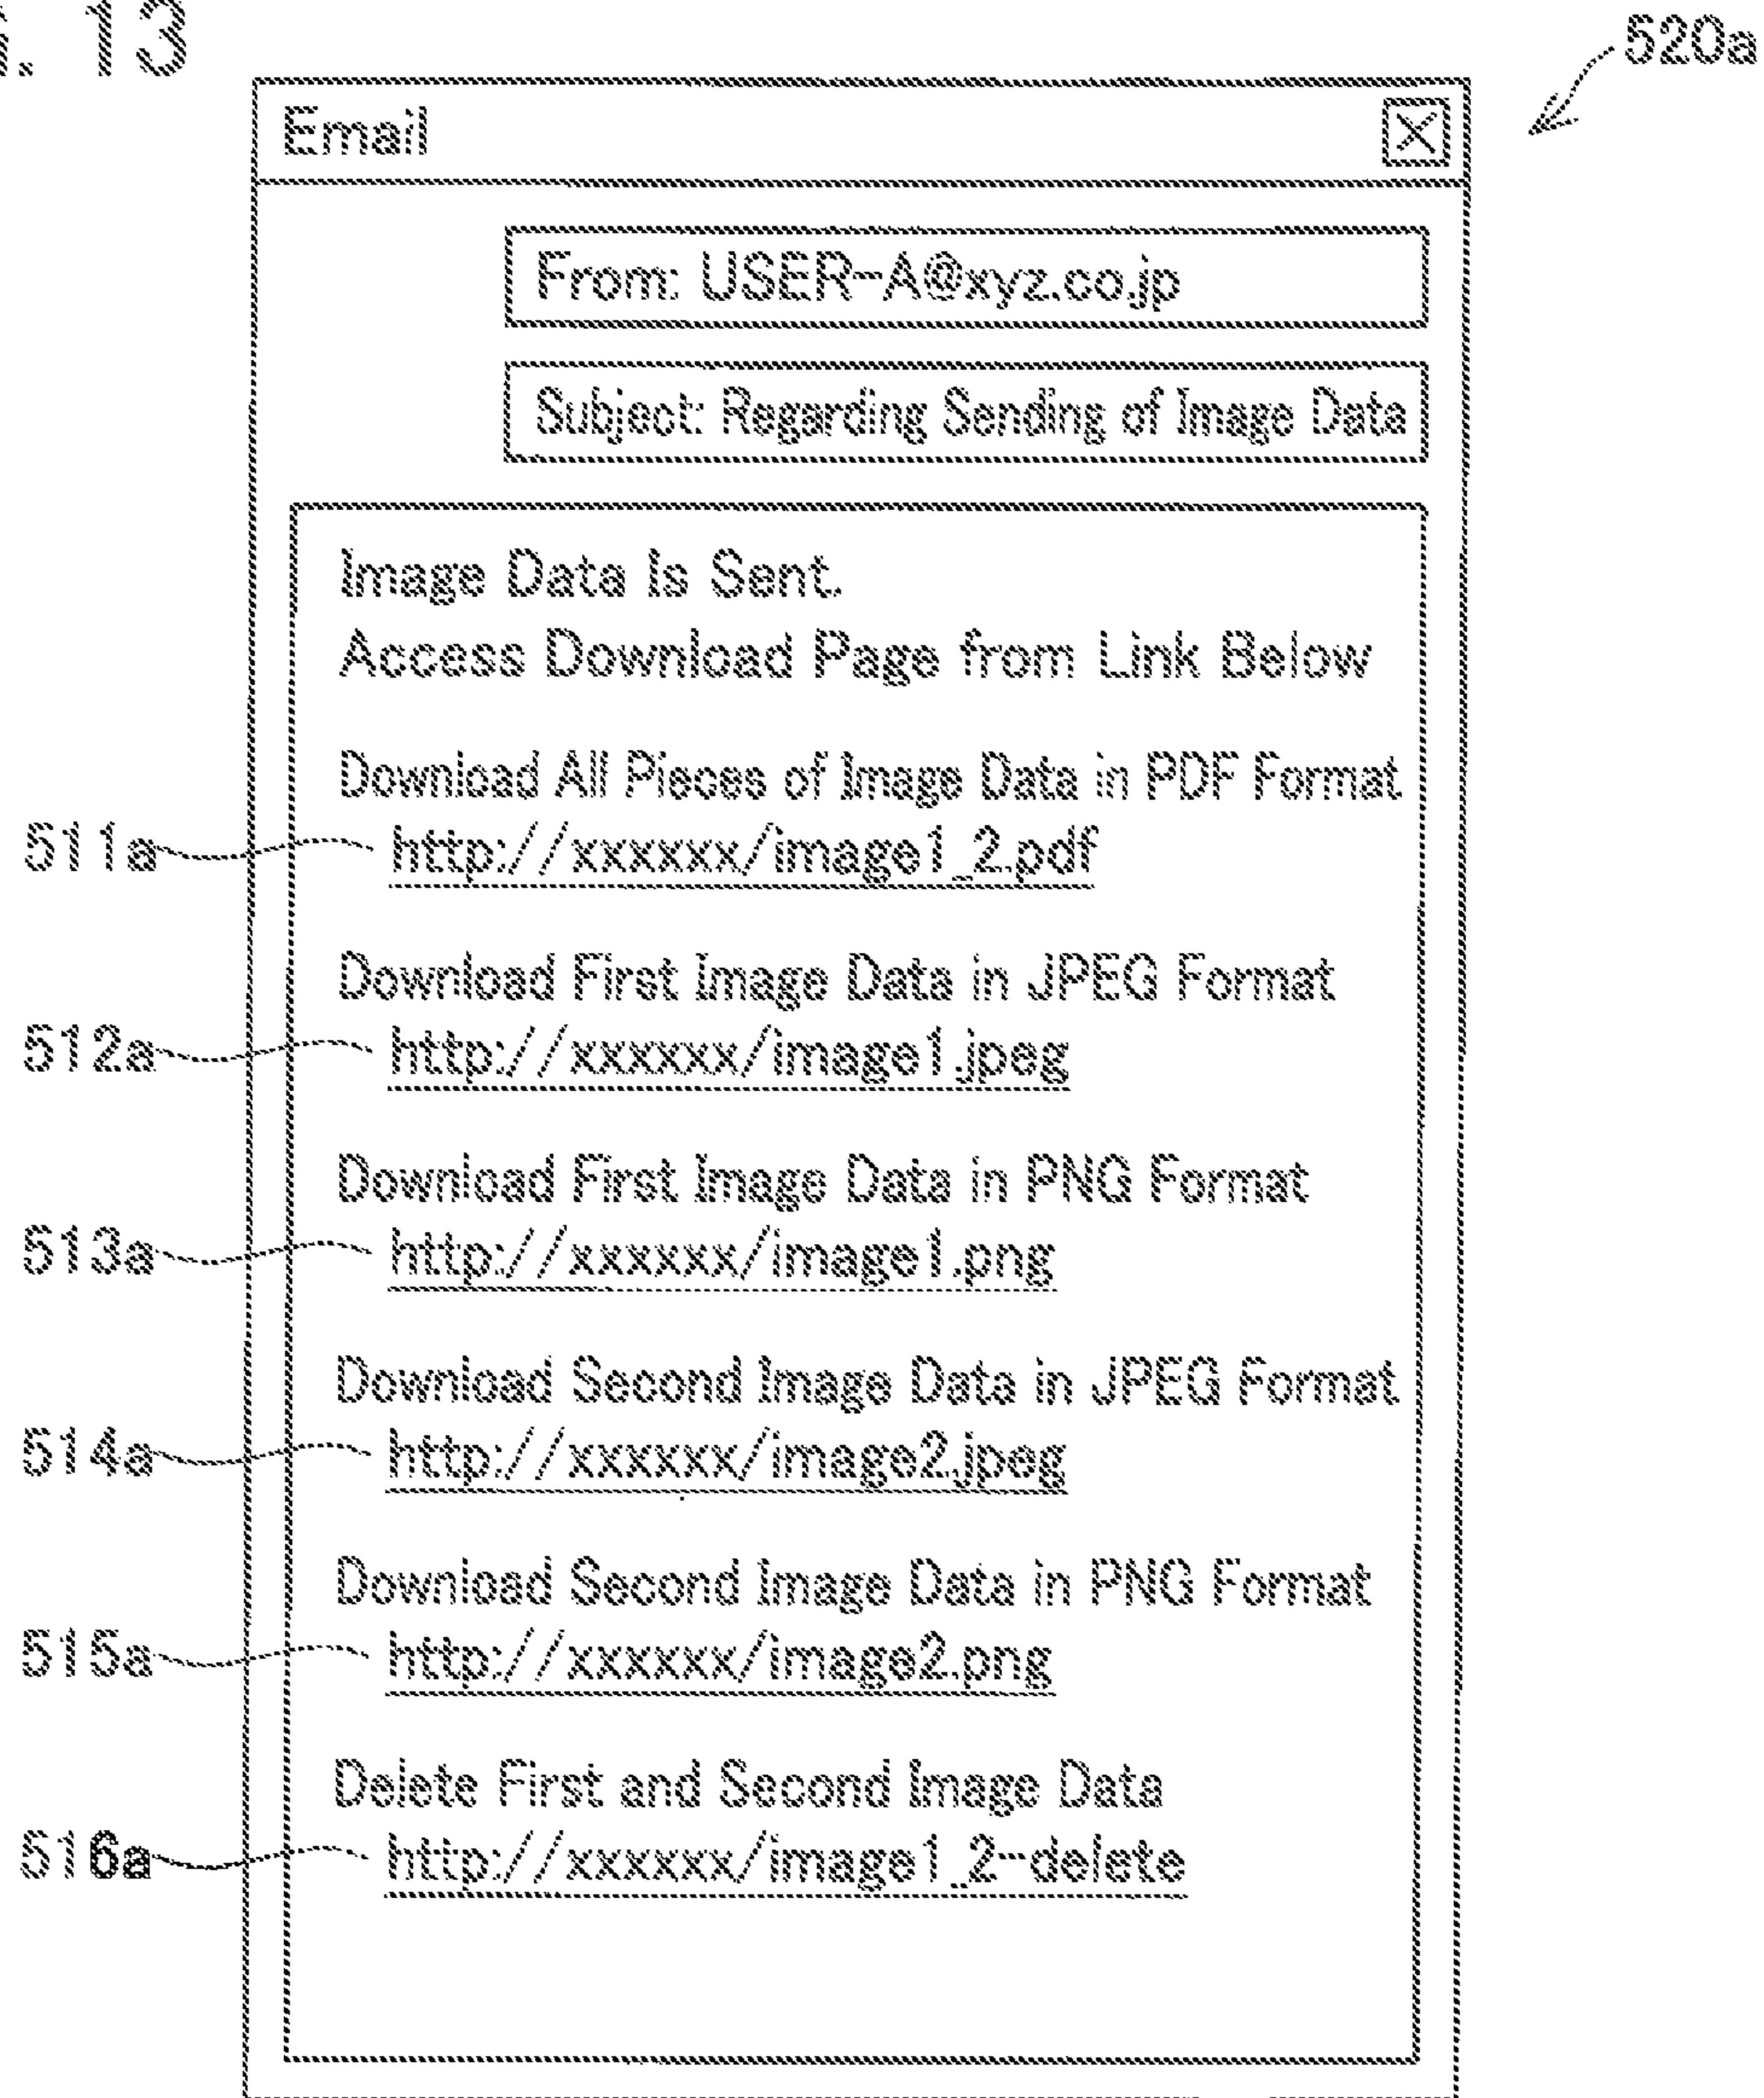 G. 13
520a
Email
From: USER-A@xyz.co.jp
Subject: Regarding Sending of Image Data
Image Data Is Sent.
Access Download Page from Link Below
Download All Pieces of Image Data in PDF Format
511a http://xxxxxx/image1_2.pdf
Download First Image Data in JPEG Format
512a http://xxxxxx/image1.jpeg
Download First Image Data in PNG Format
513a http://xxxxxx/image1.png
Download Second Image Data in JPEG Format
514a http://xxxxxx/image2.jpeg
Download Second Image Data in PNG Format
515a http://xxxxxx/image2.png
Delete First and Second Image Data
516a http://xxxxxx/image1_2-delete